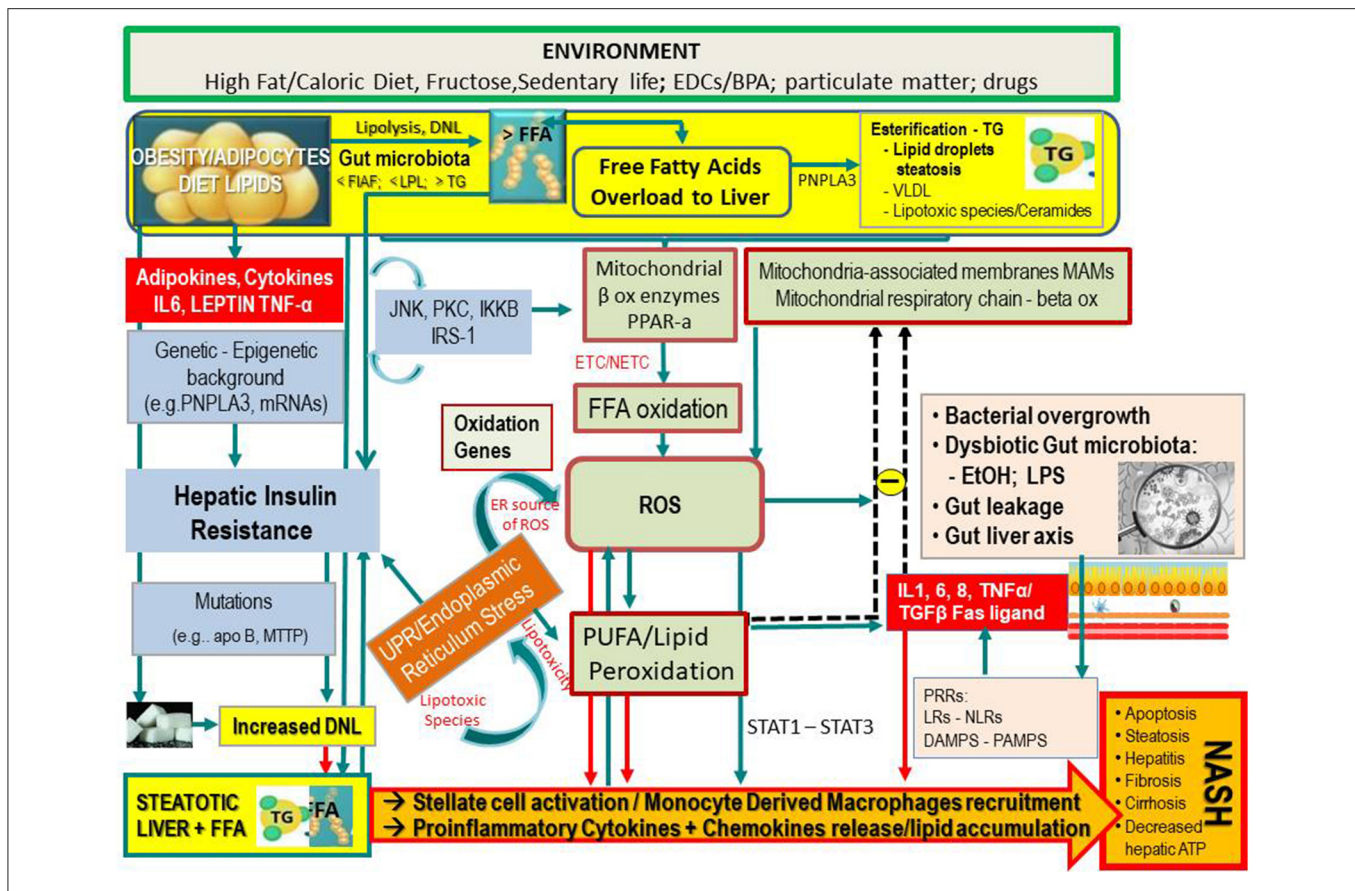 ENVIRONMENT
High Fat/Caloric Diet, Fructose,Sedentary life; EDCs/BPA; particulate matter; drugs
OBESITY/ADIPOCYTES
DIET LIPIDS
Lipolysis, DNL
Gut microbiota
< FIAF; < LPL; > TG
> FFA
Free Fatty Acids
Overload to Liver
PNPLA3
Esterification - TG
- Lipid droplets
steatosis
- VLDL
- Lipotoxic species/Ceramides
TG
Adipokines, Cytokines
IL6, LEPTIN TNF-α
Genetic - Epigenetic
background
(e.g.PNPLA3, mRNAs)
JNK, PKC, IKKB
IRS-1
Mitochondrial
β ox enzymes
PPAR-a
Mitochondria-associated membranes MAMs
Mitochondrial respiratory chain - beta ox
ETC/NETC
FFA oxidation
Oxidation
Genes
Hepatic Insulin
Resistance
ER source
of ROS
ROS
−
• Bacterial overgrowth
• Dysbiotic Gut microbiota:
- EtOH; LPS
• Gut leakage
• Gut liver axis
Mutations
(e.g.. apo B, MTTP)
UPR/Endoplasmic
Reticulum Stress
Lipotoxicity
Lipotoxic
Species
PUFA/Lipid
Peroxidation
IL1, 6, 8, TNFα/
TGFβ Fas ligand
PRRs:
LRs - NLRs
DAMPS - PAMPS
Increased DNL
STAT1 – STAT3
STEATOTIC
LIVER + FFA
TG
FFA
→ Stellate cell activation / Monocyte Derived Macrophages recruitment
→ Proinflammatory Cytokines + Chemokines release/lipid accumulation
• Apoptosis
• Steatosis
• Hepatitis
• Fibrosis
• Cirrhosis
• Decreased
hepatic ATP
NASH